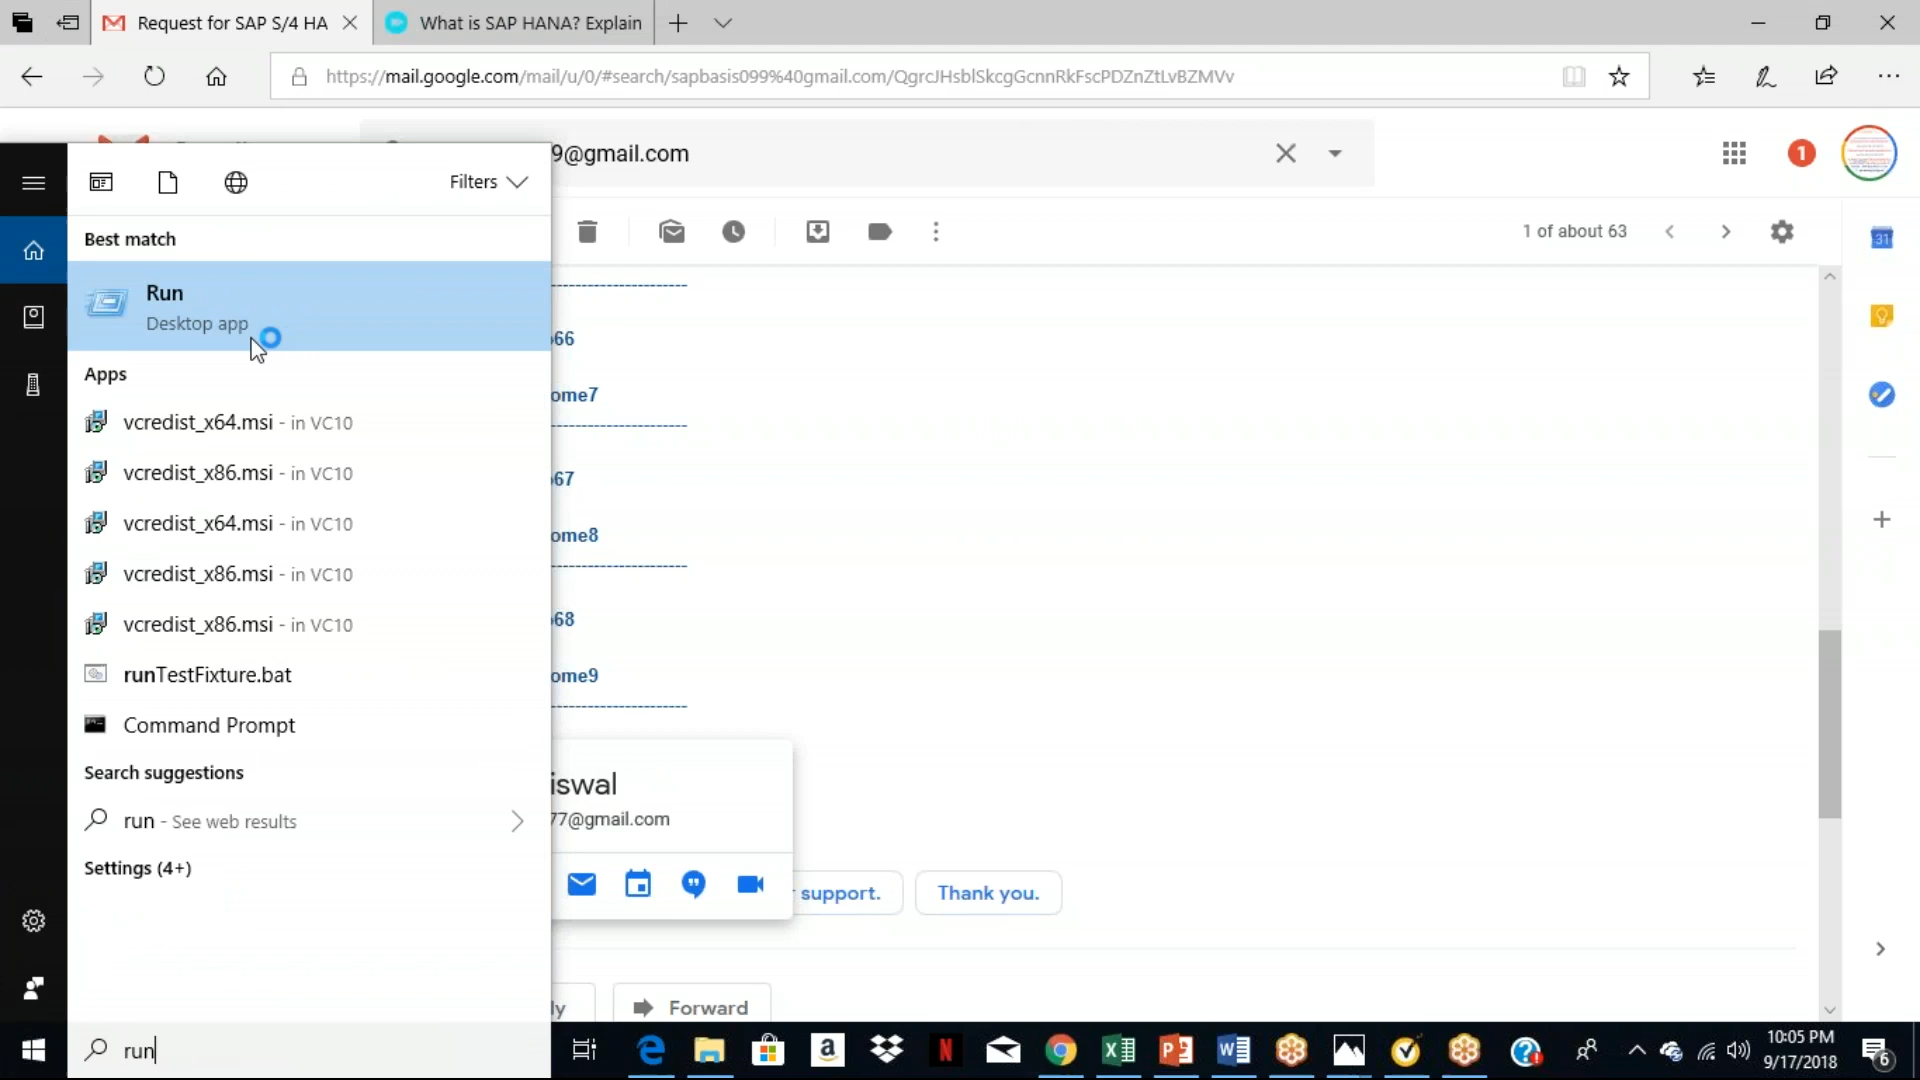 Request for SAP S/4 HA
What is SAP HANA? Explain
https://mail.google.com/mail/u/0/#search/sapbasis099%40gmail.com/QgrcJHsblSkcgGcnnRkFscPDZnZtLvBZMVv
9@gmail.com
1
Filters
1 of about 63
31
Best match
Run
Desktop app
Apps
vcredist_x64.msi - in VC10
vcredist_x86.msi - in VC10
vcredist_x64.msi - in VC10
vcredist_x86.msi - in VC10
vcredist_x86.msi - in VC10
runTestFixture.bat
Command Prompt
Search suggestions
run - See web results
Settings (4+)
run
------------------------
66
ome7
------------------------
67
ome8
------------------------
68
ome9
------------------------
iswal
77@gmail.com
support.
Thank you.
ly
Forward
10:05 PM
9/17/2018
6